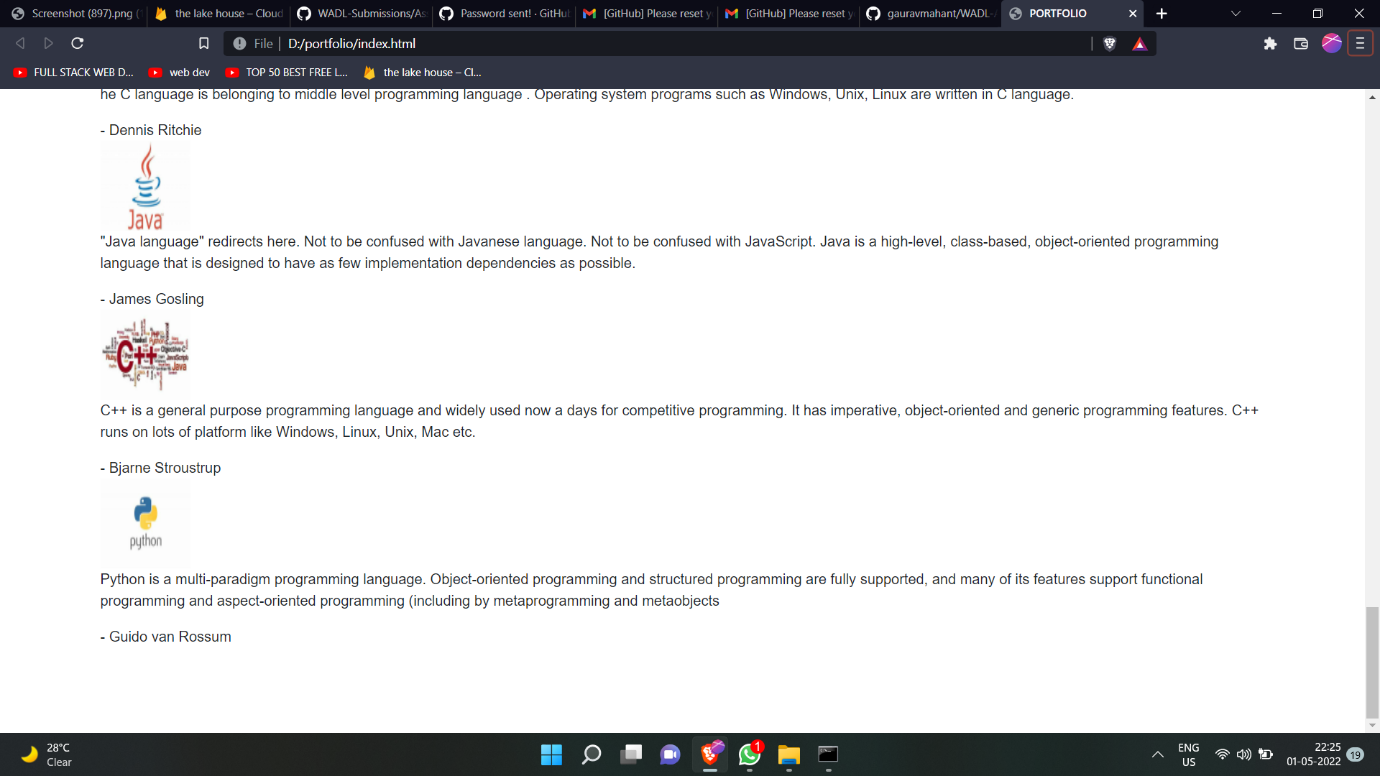 Screenshot (897).png (
the lake house – Cloud
WADL-Submissions/As
Password sent! · GitHub
[GitHub] Please reset y
[GitHub] Please reset y
gauravmahant/WADL-
PORTFOLIO
File
D:/portfolio/index.html
FULL STACK WEB D...
web dev
TOP 50 BEST FREE L...
the lake house – Cl...
he C language is belonging to middle level programming language . Operating system programs such as Windows, Unix, Linux are written in C language.
- Dennis Ritchie
Java
"Java language" redirects here. Not to be confused with Javanese language. Not to be confused with JavaScript. Java is a high-level, class-based, object-oriented programming
language that is designed to have as few implementation dependencies as possible.
- James Gosling
C++
Java
C++ is a general purpose programming language and widely used now a days for competitive programming. It has imperative, object-oriented and generic programming features. C++
runs on lots of platform like Windows, Linux, Unix, Mac etc.
- Bjarne Stroustrup
python
Python is a multi-paradigm programming language. Object-oriented programming and structured programming are fully supported, and many of its features support functional
programming and aspect-oriented programming (including by metaprogramming and metaobjects
- Guido van Rossum
28°C
Clear
1
ENG
US
22:25
01-05-2022
19